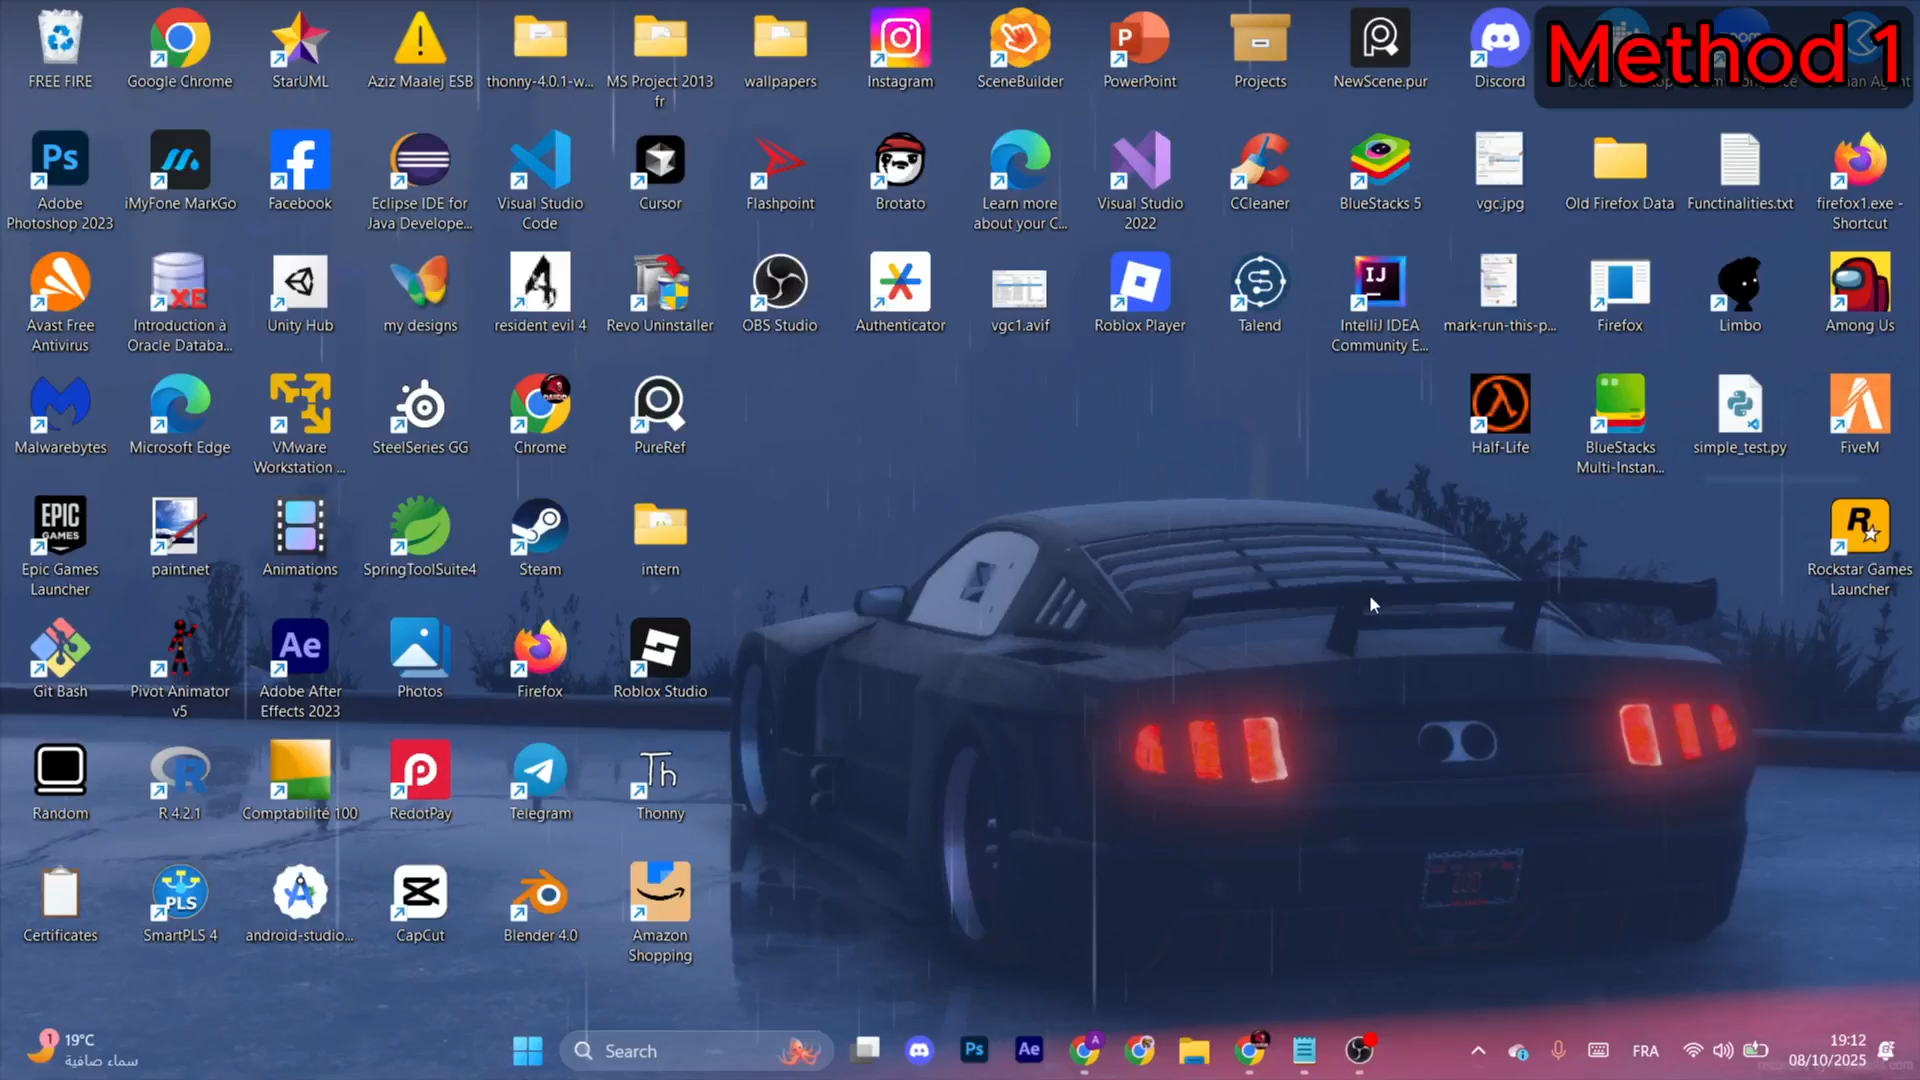 Method 1
FREE FIRE
Google Chrome
StarUML
Aziz Maalej ESB
thonny-4.0.1-w...
MS Project 2013
fr
wallpapers
Instagram
SceneBuilder
PowerPoint
Projects
NewScene.pur
Discord
Adobe
Photoshop 2023
iMyFone MarkGo
Facebook
Eclipse IDE for
Java Develope...
Visual Studio
Code
Cursor
Flashpoint
Brotato
Learn more
about your C...
Visual Studio
2022
CCleaner
BlueStacks 5
vgc.jpg
Old Firefox Data
Functinalities.txt
firefox1.exe -
Shortcut
Avast Free
Antivirus
Introduction à
Oracle Databa...
Unity Hub
my designs
resident evil 4
Revo Uninstaller
OBS Studio
Authenticator
vgc1.avif
Roblox Player
Talend
IntelliJ IDEA
Community E...
mark-run-this-p...
Firefox
Limbo
Among Us
Malwarebytes
Microsoft Edge
VMware
Workstation ...
SteelSeries GG
Chrome
PureRef
Half-Life
BlueStacks
Multi-Instan...
simple_test.py
FiveM
EPIC
GAMES
Epic Games
Launcher
paint.net
Animations
SpringToolSuite4
Steam
intern
Rockstar Games
Launcher
Git Bash
Pivot Animator
v5
Ae
Adobe After
Effects 2023
Photos
Firefox
Roblox Studio
Random
R 4.2.1
Comptabilité 100
RedotPay
Telegram
Th
Thonny
Certificates
PLS
SmartPLS 4
android-studio...
CapCut
Blender 4.0
Amazon
Shopping
1
19°C
سماء صافية
Search
Ps
Ae
A
FRA
19:12
08/10/2025